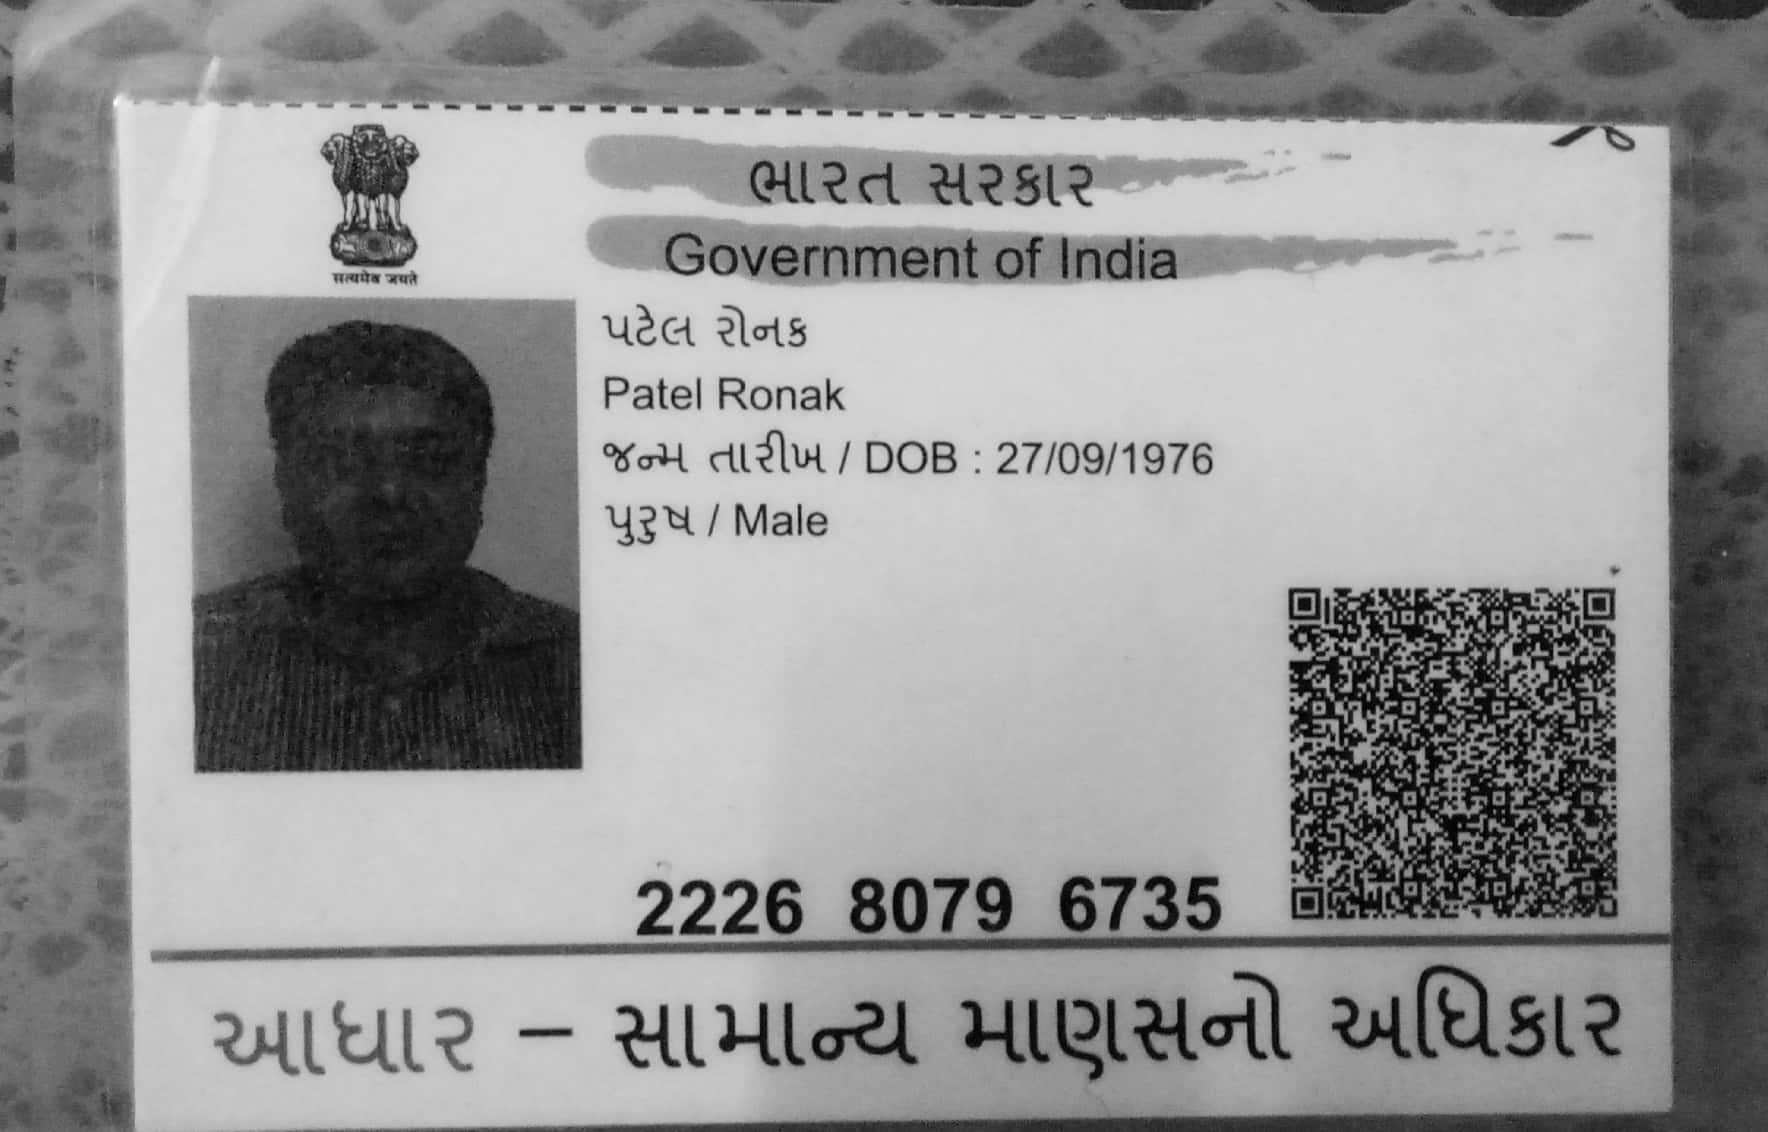 ભારત સરકાર
Government of India
सत्यमेव जयते
પટેલ રોનક
Patel Ronak
જન્મ તારીખ / DOB : 27/09/1976
પુરુષ / Male
2226 8079 6735
આધાર – સામાન્ય માણસનો અધિકાર